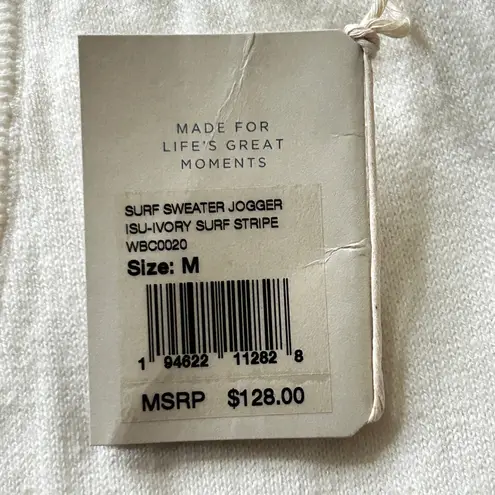 MADE FOR
LIFE'S GREAT
MOMENTS
SURF SWEATER JOGGER
ISU-IVORY SURF STRIPE
WBC0020
Size: M
1 94622 11282 8
MSRP $128.00